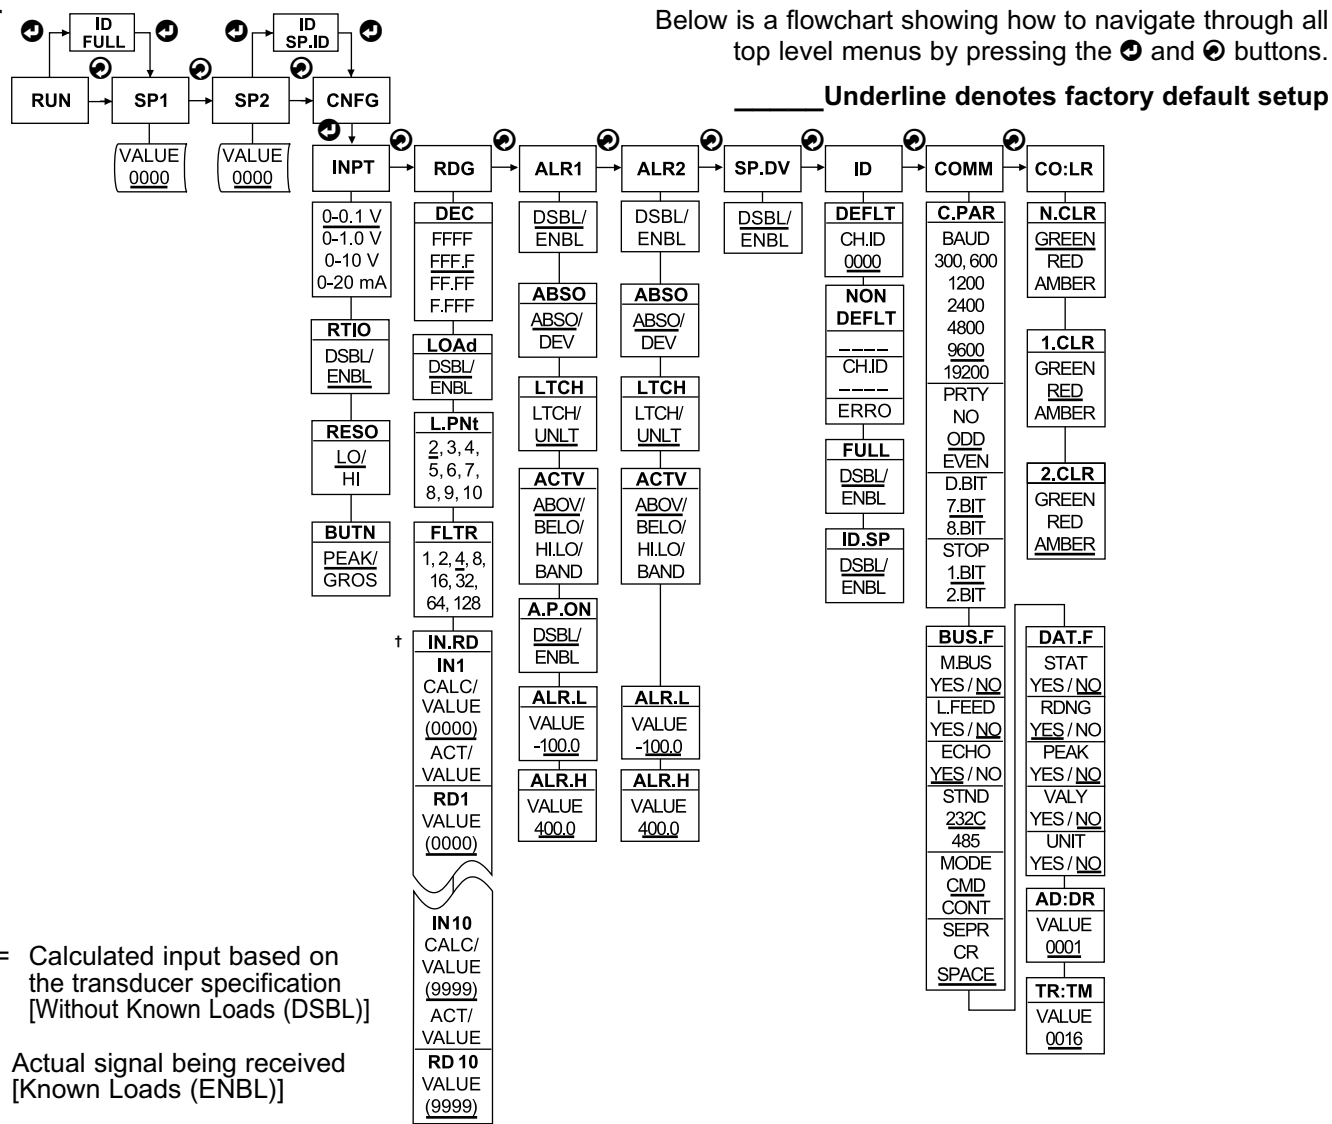 Below is a flowchart showing how to navigate through all
top level menus by pressing the and buttons.
______Underline denotes factory default setup
ID
FULL
ID
SP.ID
RUN
SP1
SP2
CNFG
VALUE
0000
VALUE
0000
INPT
RDG
ALR1
ALR2
SP.DV
ID
COMM
CO:LR
0-0.1 V
0-1.0 V
0-10 V
0-20 mA
RTIO
DSBL/
ENBL
RESO
LO/
HI
BUTN
PEAK/
GROS
DEC
FFFF
FFF.F
FF.FF
F.FFF
LOAd
DSBL/
ENBL
L.PNt
2, 3, 4,
5, 6, 7,
8, 9, 10
FLTR
1, 2, 4, 8,
16, 32,
64, 128
†
IN.RD
IN1
CALC/
VALUE
(0000)
ACT/
VALUE
RD1
VALUE
(0000)
IN10
CALC/
VALUE
(9999)
ACT/
VALUE
RD 10
VALUE
(9999)
DSBL/
ENBL
ABSO
ABSO/
DEV
LTCH
LTCH/
UNLT
ACTV
ABOV/
BELO/
HI.LO/
BAND
A.P.ON
DSBL/
ENBL
ALR.L
VALUE
-100.0
ALR.H
VALUE
400.0
DSBL/
ENBL
ABSO
ABSO/
DEV
LTCH
LTCH/
UNLT
ACTV
ABOV/
BELO/
HI.LO/
BAND
ALR.L
VALUE
-100.0
ALR.H
VALUE
400.0
DSBL/
ENBL
DEFLT
CH.ID
0000
NON
DEFLT
____
CH.ID
____
ERRO
FULL
DSBL/
ENBL
ID.SP
DSBL/
ENBL
C.PAR
BAUD
300, 600
1200
2400
4800
9600
19200
PRTY
NO
ODD
EVEN
D.BIT
7.BIT
8.BIT
STOP
1.BIT
2.BIT
BUS.F
M.BUS
YES / NO
L.FEED
YES / NO
ECHO
YES / NO
STND
232C
485
MODE
CMD
CONT
SEPR
CR
SPACE
N.CLR
GREEN
RED
AMBER
1.CLR
GREEN
RED
AMBER
2.CLR
GREEN
RED
AMBER
DAT.F
STAT
YES / NO
RDNG
YES / NO
PEAK
YES / NO
VALY
YES / NO
UNIT
YES / NO
AD:DR
VALUE
0001
TR:TM
VALUE
0016
= Calculated input based on
the transducer specification
[Without Known Loads (DSBL)]
Actual signal being received
[Known Loads (ENBL)]